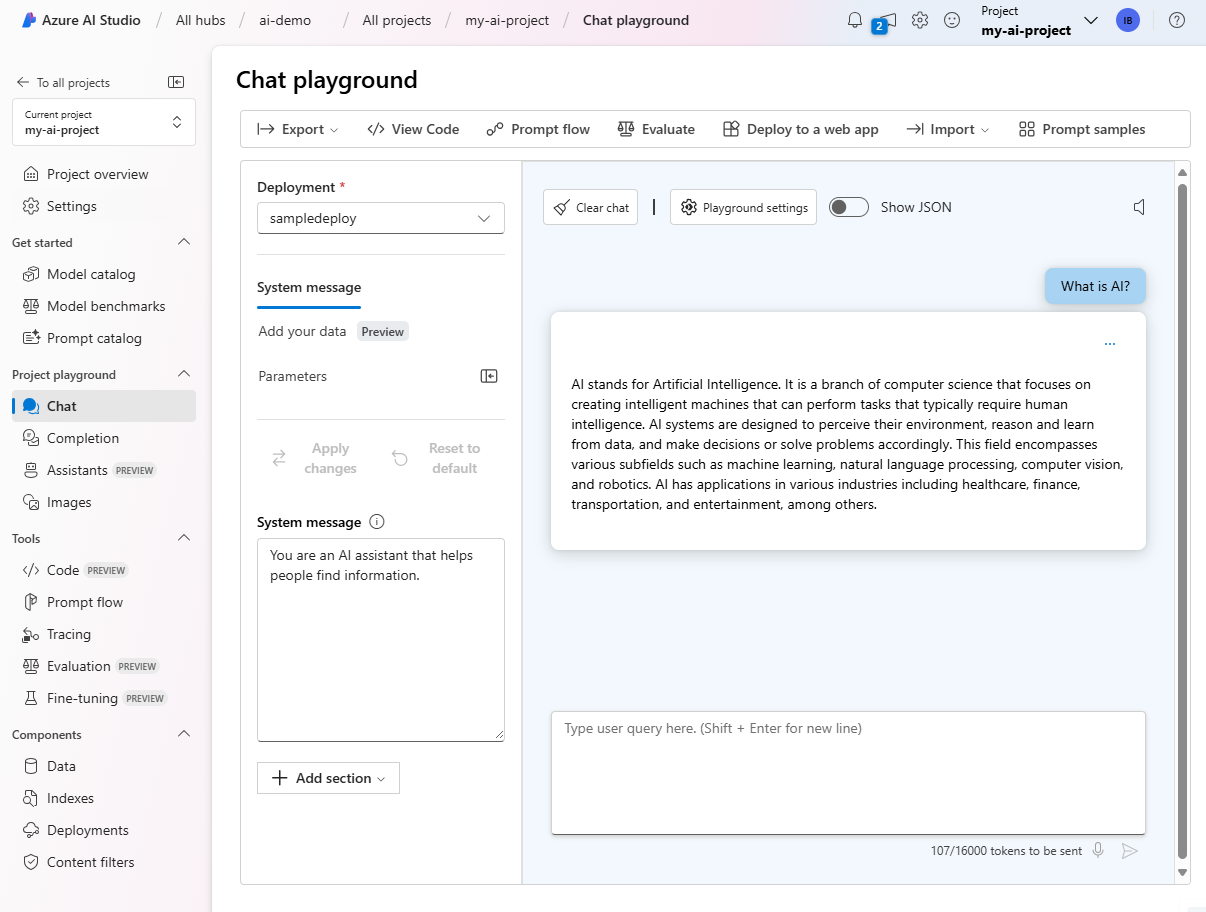 Azure AI Studio / All hubs / ai-demo / All projects / my-ai-project / Chat playground
2
Project
my-ai-project
IB
To all projects
Current project
my-ai-project
Project overview
Settings
Get started
Model catalog
Model benchmarks
Prompt catalog
Project playground
Chat
Completion
Assistants PREVIEW
Images
Tools
Code PREVIEW
Prompt flow
Tracing
Evaluation PREVIEW
Fine-tuning PREVIEW
Components
Data
Indexes
Deployments
Content filters
Chat playground
Export View Code Prompt flow Evaluate Deploy to a web app Import Prompt samples
Deployment *
sampledeploy
System message
Add your data Preview
Parameters
Apply changes
Reset to default
System message
You are an AI assistant that helps
people find information.
Add section
Clear chat | Playground settings Show JSON
What is AI?
...
AI stands for Artificial Intelligence. It is a branch of computer science that focuses on
creating intelligent machines that can perform tasks that typically require human
intelligence. AI systems are designed to perceive their environment, reason and learn
from data, and make decisions or solve problems accordingly. This field encompasses
various subfields such as machine learning, natural language processing, computer vision,
and robotics. AI has applications in various industries including healthcare, finance,
transportation, and entertainment, among others.
Type user query here. (Shift + Enter for new line)
107/16000 tokens to be sent